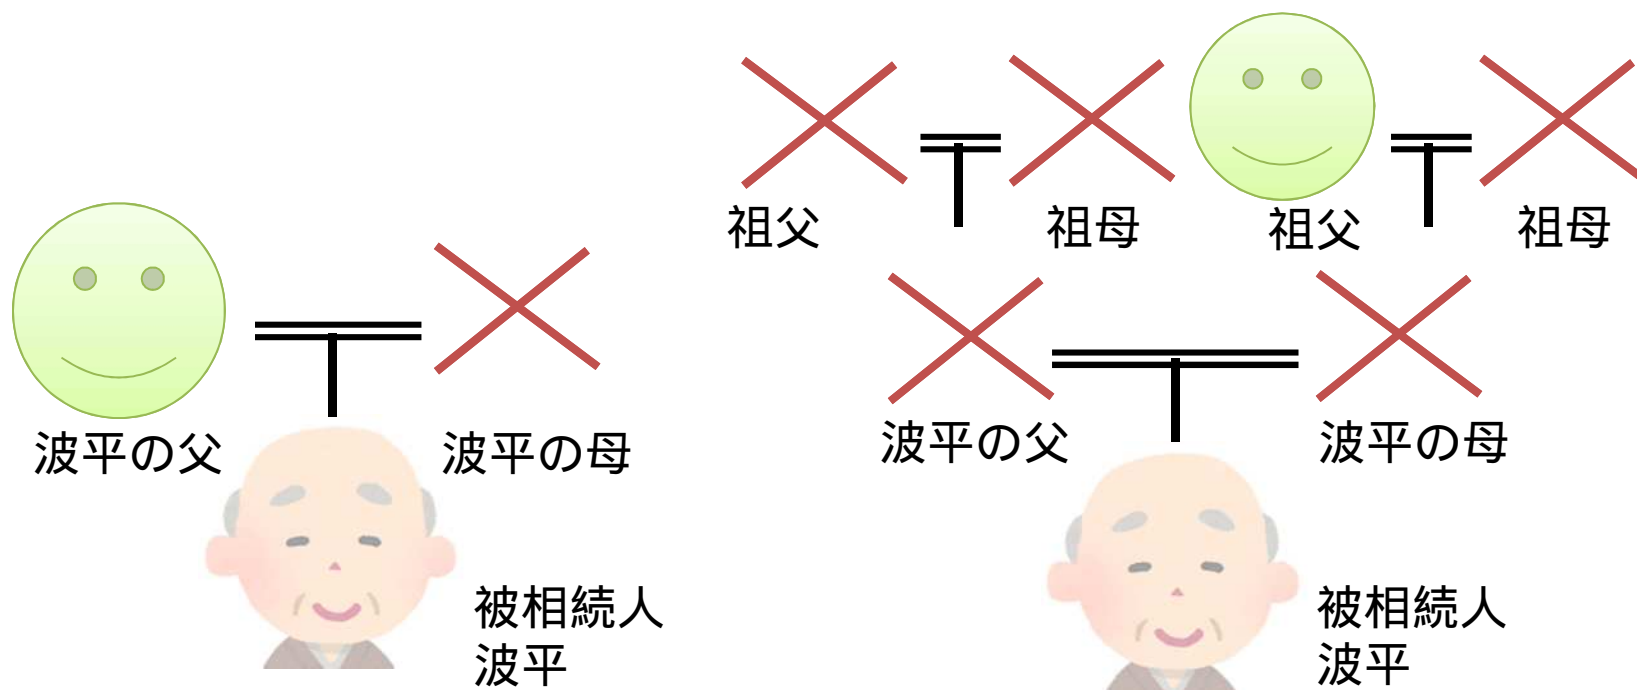 波平の父
波平の母
被相続人
波平
祖父
祖母
祖父
祖母
波平の父
波平の母
被相続人
波平